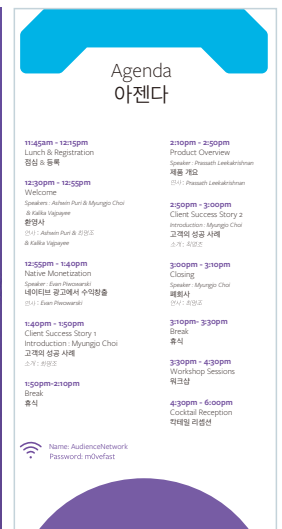 Agenda
아젠다
11:45am - 12:15pm
Lunch & Registration
점심 & 등록
12:30pm - 12:55pm
Welcome
Speakers : Ashwin Puri & Myungjo Choi
& Kalika Vajpayee
환영사
연사 : Ashwin Puri & 최명조
& Kalika Vajpayee
12:55pm - 1:40pm
Native Monetization
Speaker : Evan Piwowarski
네이티브 광고에서 수익창출
연사 : Evan Piwowarski
1:40pm - 1:50pm
Client Success Story 1
Introduction : Myungjo Choi
고객의 성공 사례
소개 : 최명조
1:50pm-2:10pm
Break
휴식
2:10pm - 2:50pm
Product Overview
Speaker : Prasath Leekakrishnan
제품 개요
연사 : Prasath Leekakrishnan
2:50pm - 3:00pm
Client Success Story 2
Introduction : Myungjo Choi
고객의 성공 사례
소개 : 최명조
3:00pm - 3:10pm
Closing
Speaker : Myungjo Choi
폐회사
연사 : 최명조
3:10pm- 3:30pm
Break
휴식
3:30pm - 4:30pm
Workshop Sessions
워크샵
4:30pm - 6:00pm
Cocktail Reception
칵테일 리셉션
Name: AudienceNetwork
Password: m0vefast